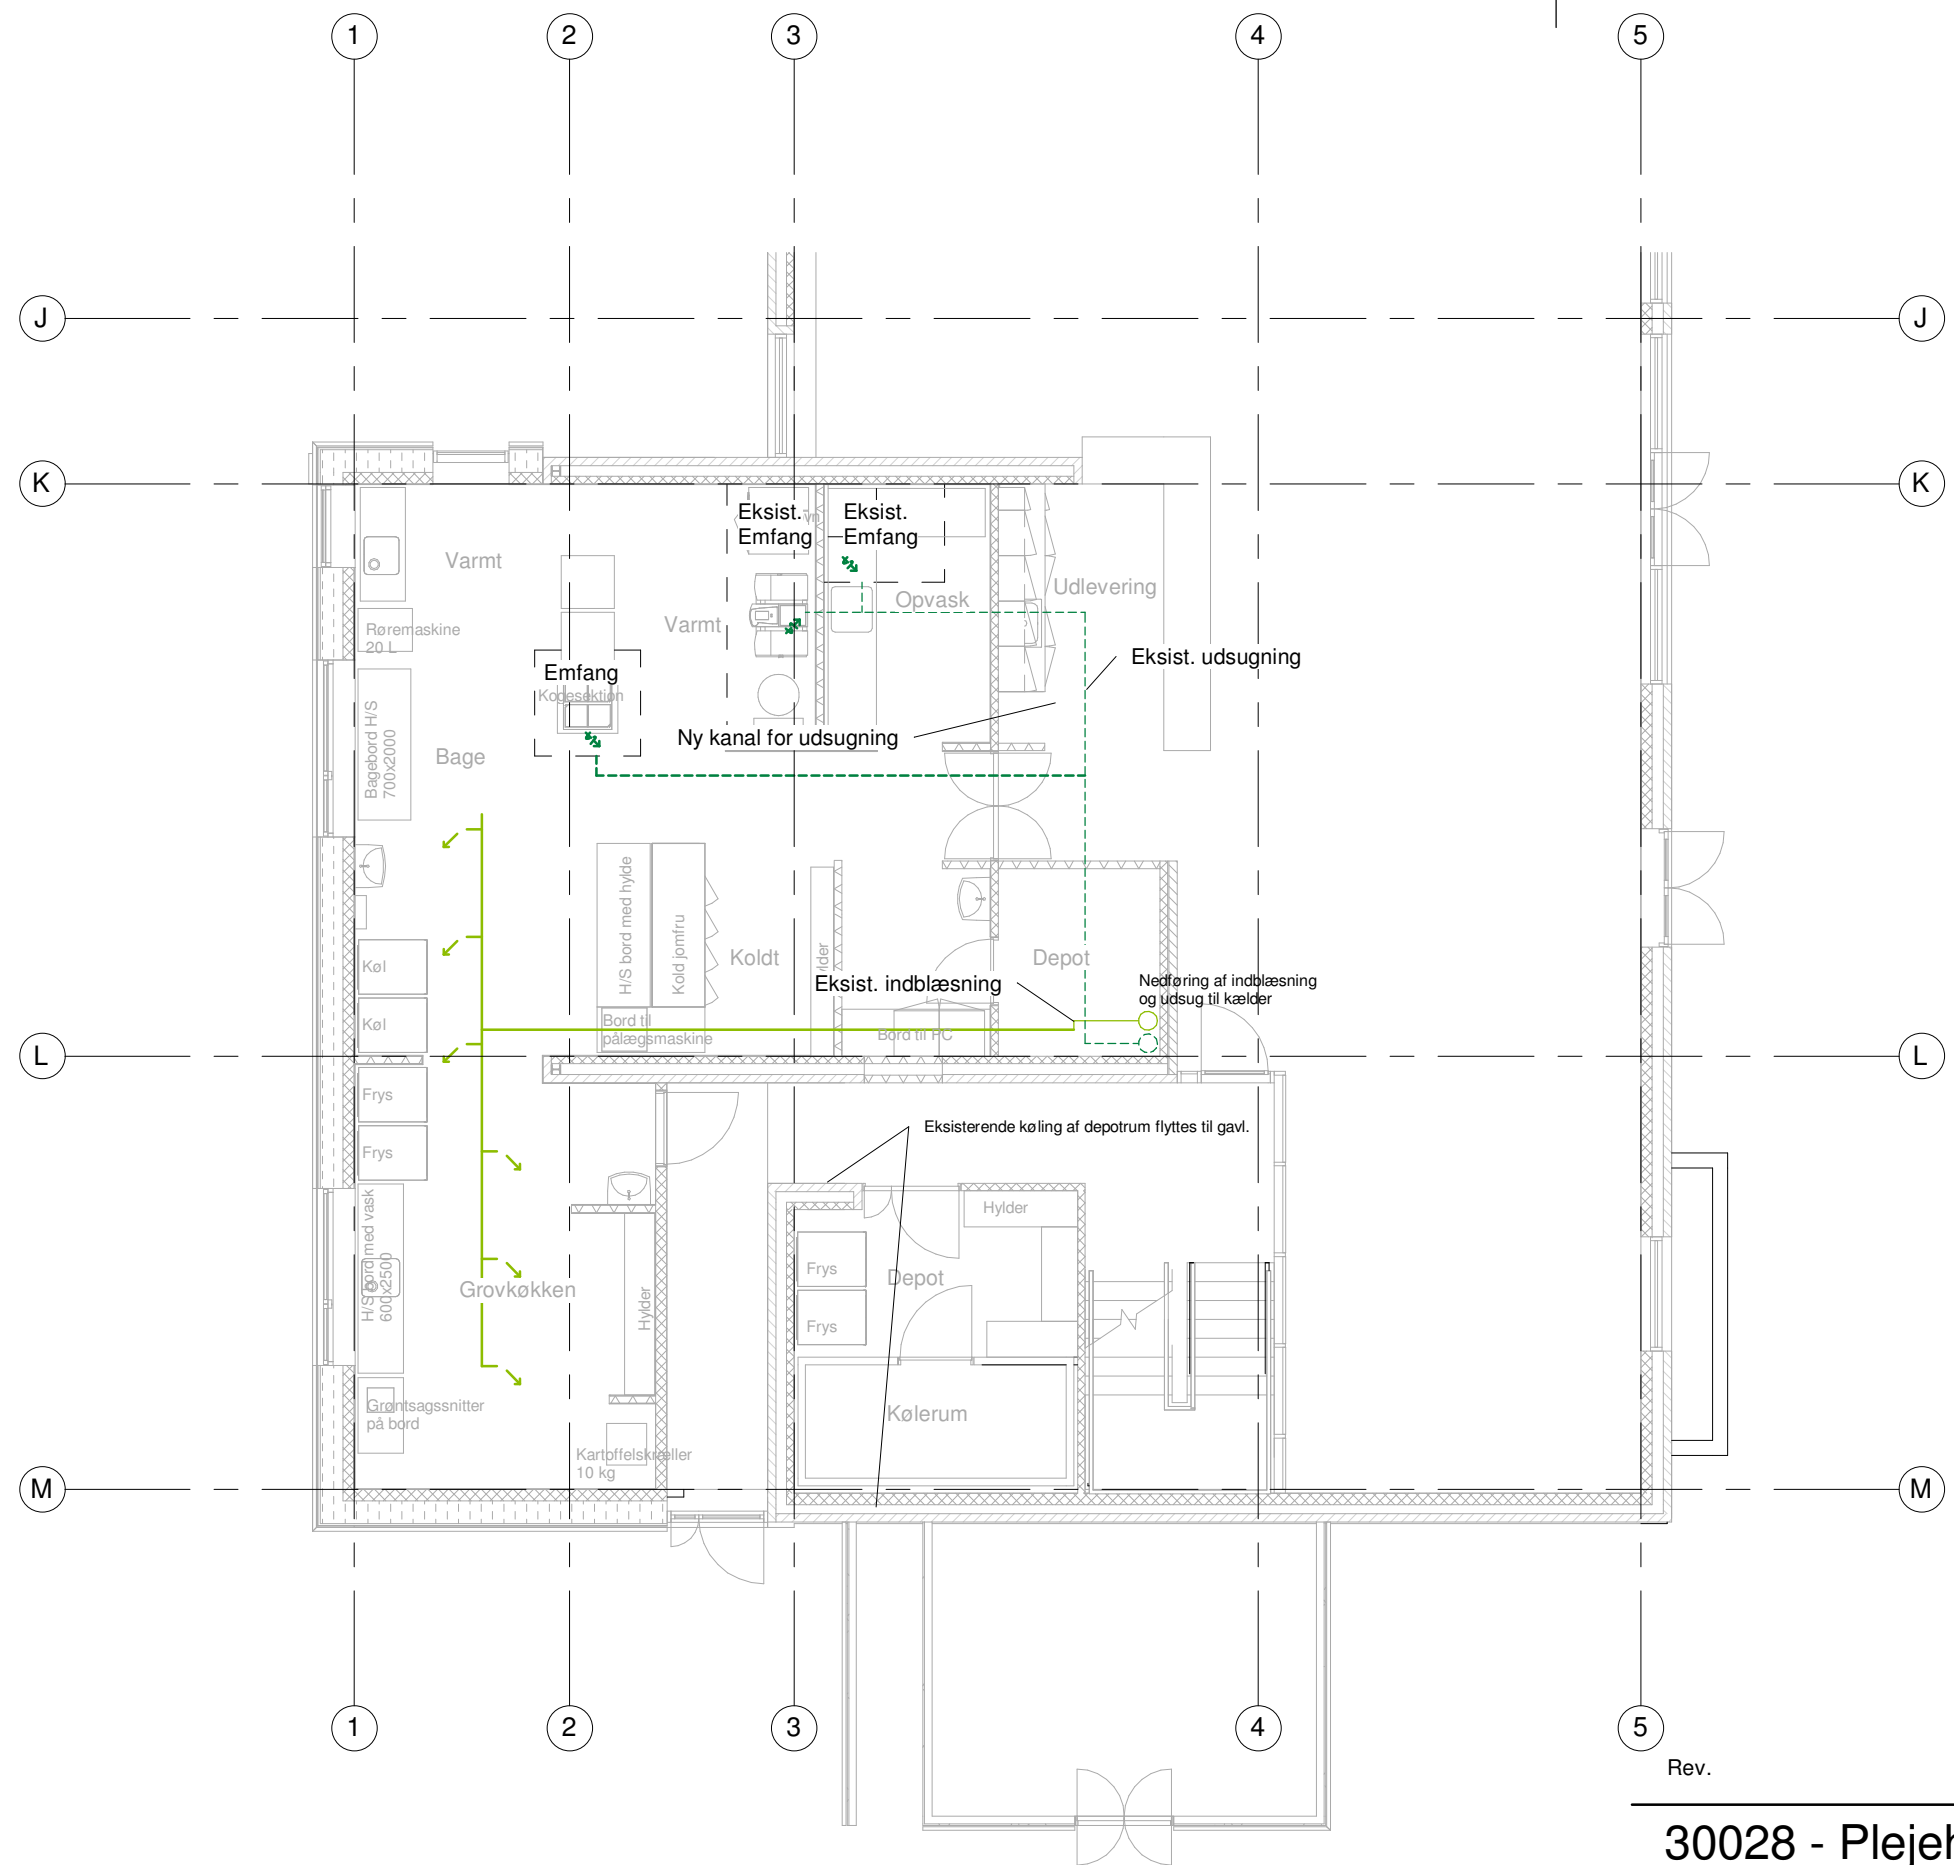 1
2
3
4
5
J
J
K
K
Eksist.
Emfang
Eksist.
Emfang
Varmt
Opvask
Udlevering
Varmt
Røremaskine
20 L
Emfang
Kogesektion
Eksist. udsugning
Bagebord H/S
700x2000
Bage
Ny kanal for udsugning
H/S bord med hylde
Kold jomfru
Koldt
Køl
Køl
Depot
Eksist. indblæsning
Nedføring af indblæsning
og udsug til kælder
Bord til
pålægsmaskine
Bord til PC
L
L
Frys
Frys
Eksisterende køling af depotrum flyttes til gavl.
H/S bord med vask
600x2500
Hylder
Frys
Depot
Grovkøkken
Hylder
Frys
Grøntsagssnitter
på bord
Kølerum
Kartoffelskræller
10 kg
M
M
1
2
3
4
5
Rev.
30028 -